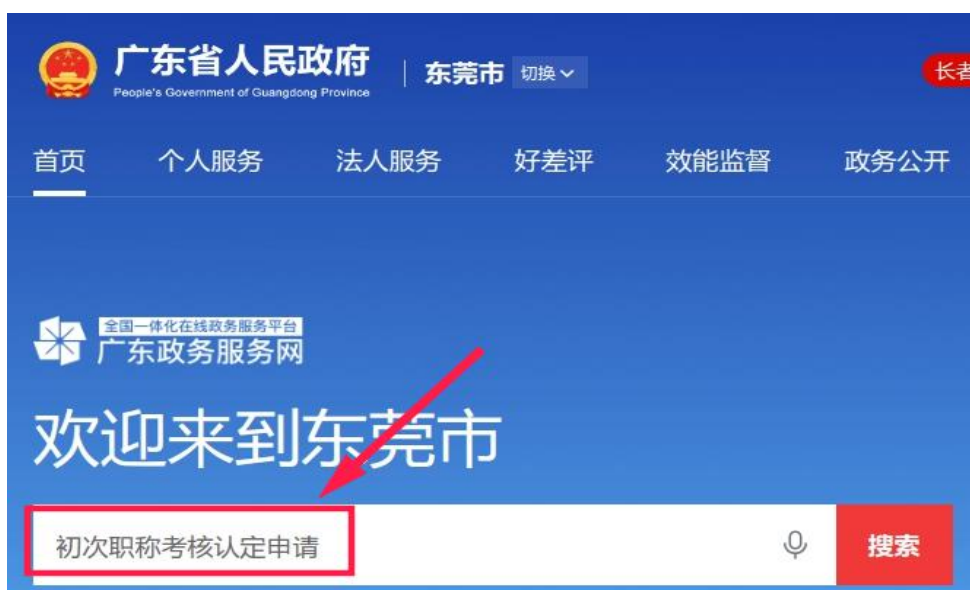 广东省人民政府
People's Government of Guangdong Province
东莞市 切换
长者
首页 个人服务 法人服务 好差评 效能监督 政务公开
全国一体化在线政务服务平台
广东政务服务网
欢迎来到东莞市
初次职称考核认定申请 搜索